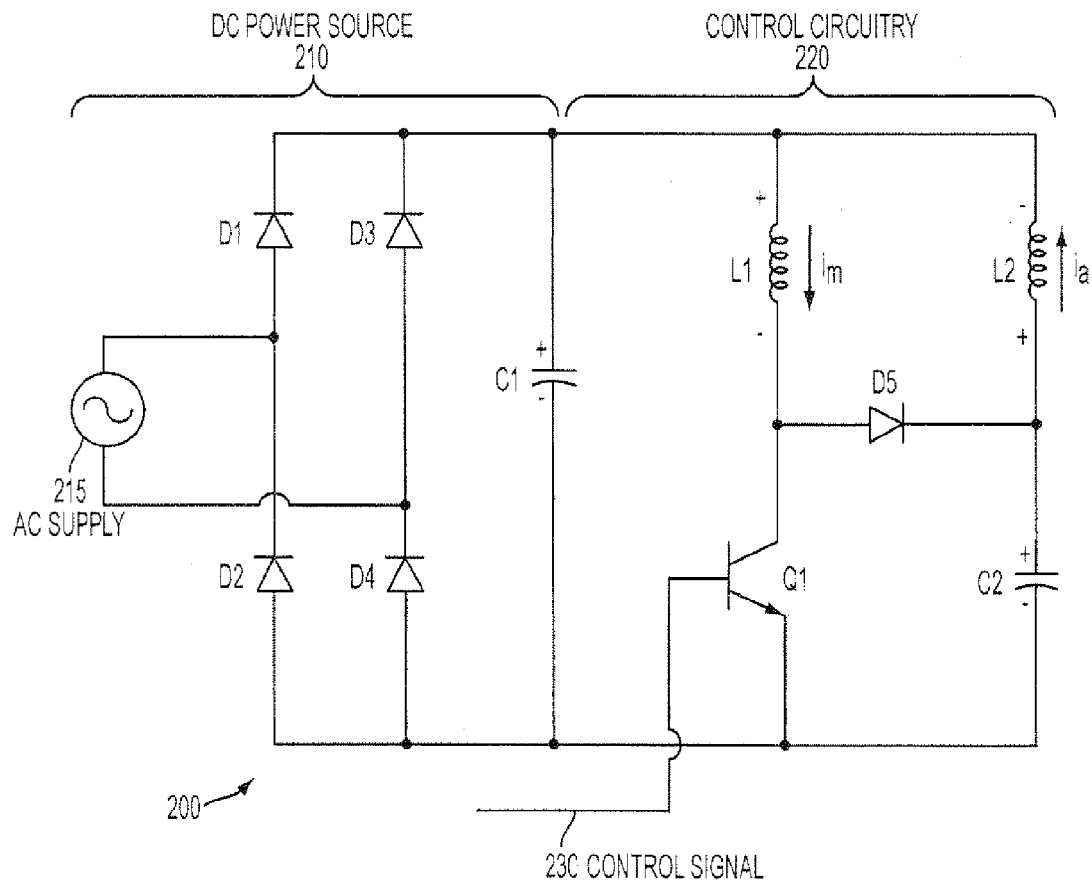 DC POWER SOURCE
210
CONTROL CIRCUITRY
220
D1
D3
+
L1
im
-
-
L2
ia
+
C1
+
-
D5
215
AC SUPPLY
D2
D4
Q1
+
C2
-
200
230 CONTROL SIGNAL